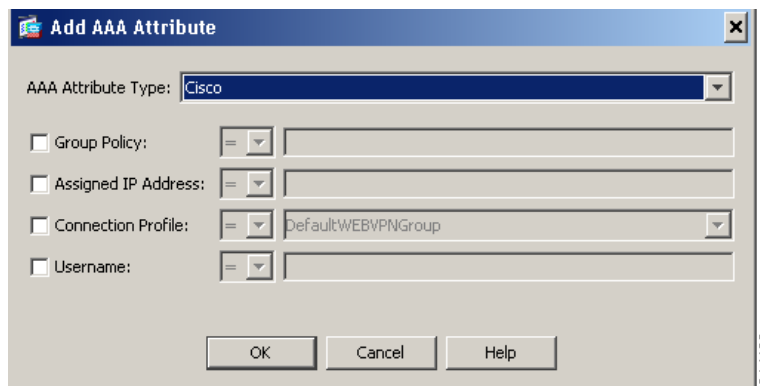 Add AAA Attribute
AAA Attribute Type: Cisco
Group Policy: =
Assigned IP Address: =
Connection Profile: = DefaultWEBVPNGroup
Username: =
OK Cancel Help